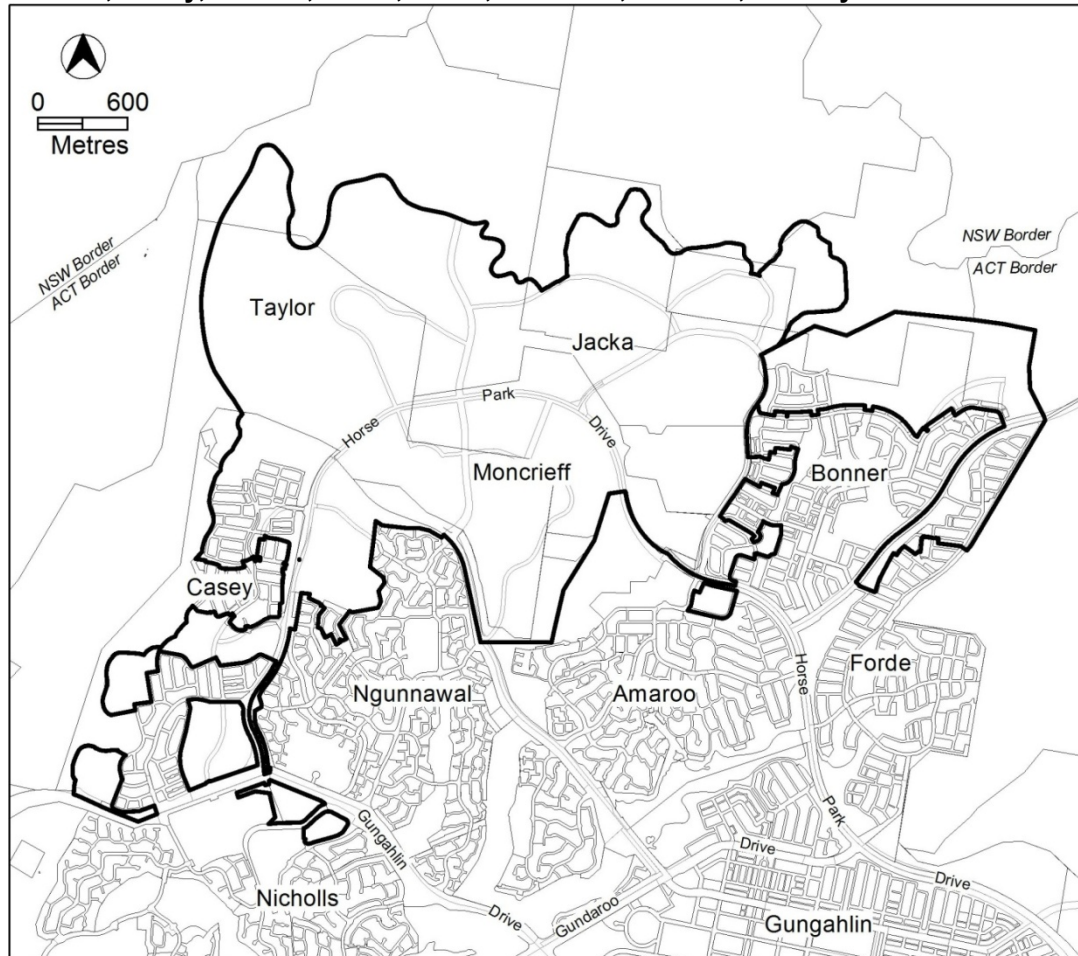 0 600
Metres
NSW Border
ACT Border
NSW Border
ACT Border
Taylor
Jacka
Park
Horse
Drive
Moncrieff
Bonner
Casey
Ngunnawal
Amaroo
Horse
Forde
Park
Gungahlin
Drive
Nicholls
Gundaroo
Drive
Drive
Gungahlin